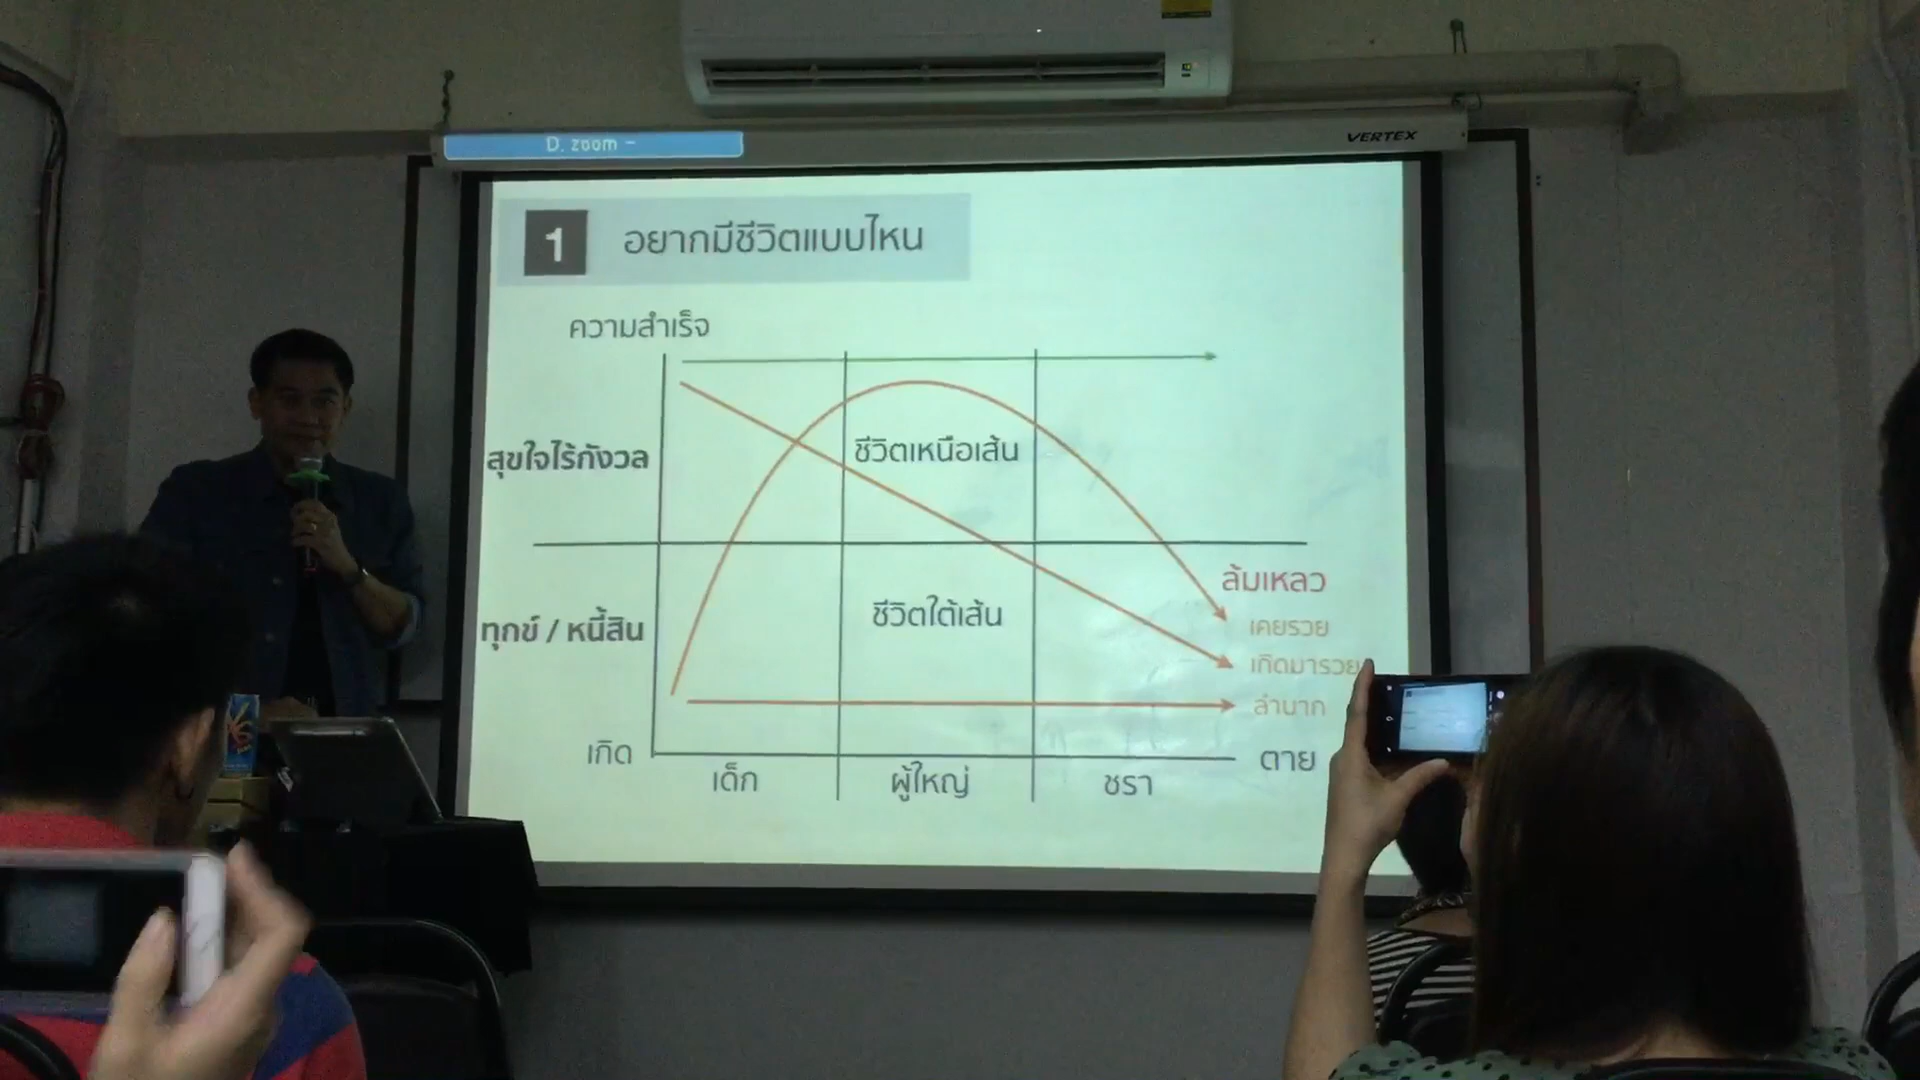 D. zoom -
VERTEX
1 อยากมีชีวิตแบบไหน
ความสำเร็จ
สุขใจไร้กังวล
ชีวิตเหนือเส้น
ล้มเหลว
ทุกข์ / หนี้สิน
ชีวิตใต้เส้น
เคยรวย
เกิดมารวย
ลำบาก
เกิด
ตาย
เด็ก
ผู้ใหญ่
ชรา